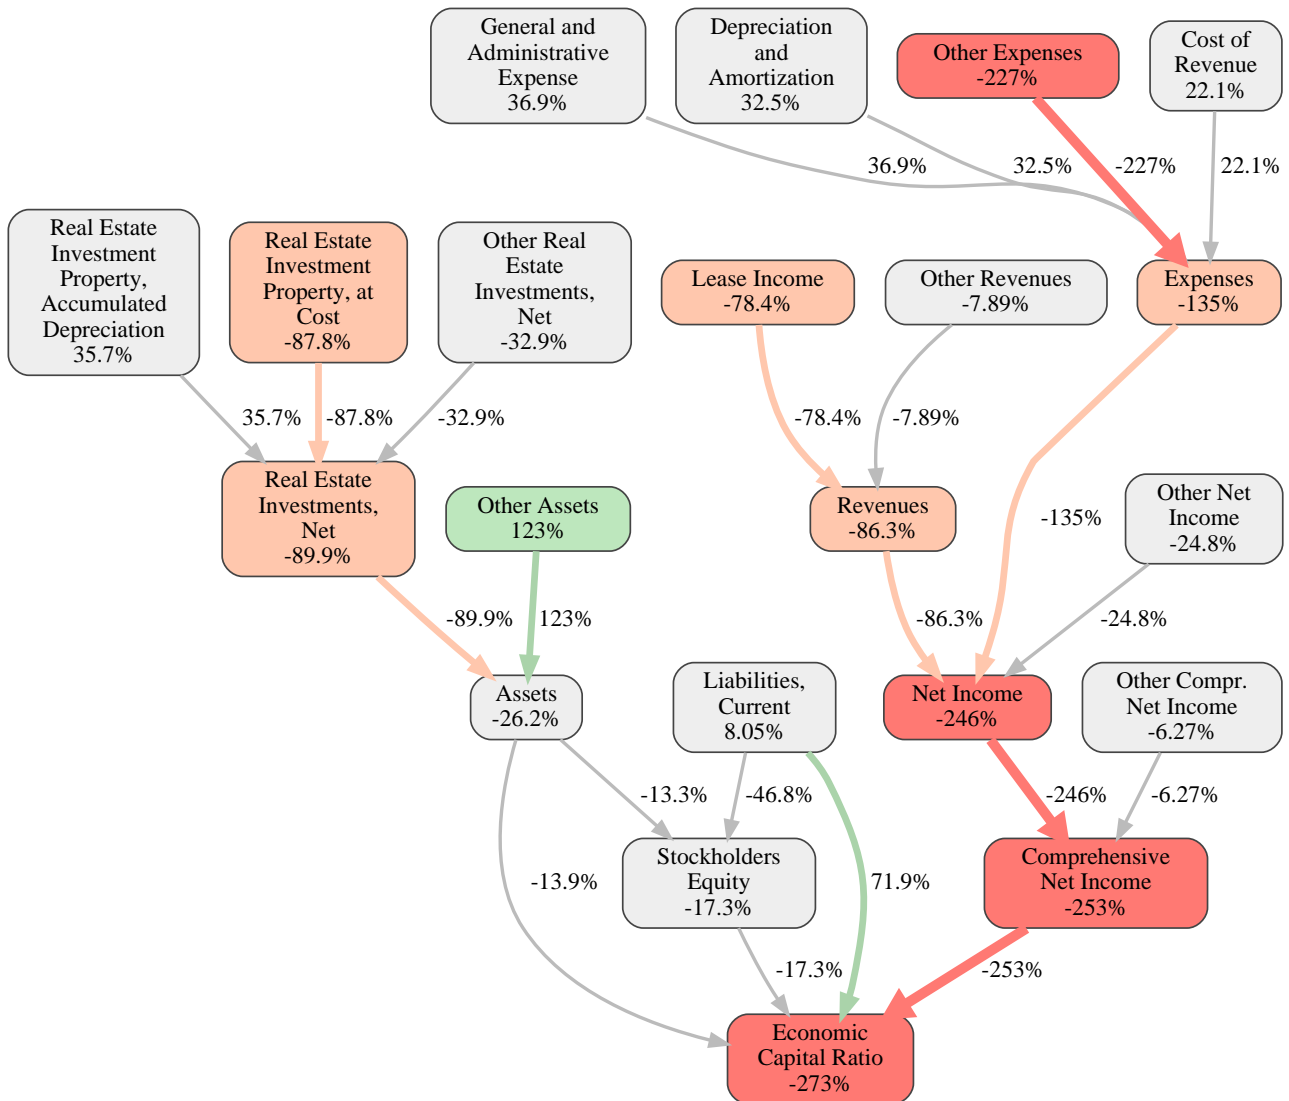 General and
Administrative
Expense
36.9%
Depreciation
and
Amortization
32.5%
Other Expenses
-227%
Cost of
Revenue
22.1%
36.9%
32.5%
-227%
22.1%
Real Estate
Investment
Property,
Accumulated
Depreciation
35.7%
Real Estate
Investment
Property, at
Cost
-87.8%
Other Real
Estate
Investments,
Net
-32.9%
Lease Income
-78.4%
Other Revenues
-7.89%
Expenses
-135%
35.7%
-87.8%
-32.9%
-78.4%
-7.89%
Real Estate
Investments,
Net
-89.9%
Other Assets
123%
Revenues
-86.3%
-135%
Other Net
Income
-24.8%
-89.9%
123%
-86.3%
-24.8%
Assets
-26.2%
Liabilities,
Current
8.05%
Net Income
-246%
Other Compr.
Net Income
-6.27%
-13.3%
-46.8%
-246%
-6.27%
-13.9%
Stockholders
Equity
-17.3%
71.9%
Comprehensive
Net Income
-253%
-17.3%
-253%
Economic
Capital Ratio
-273%